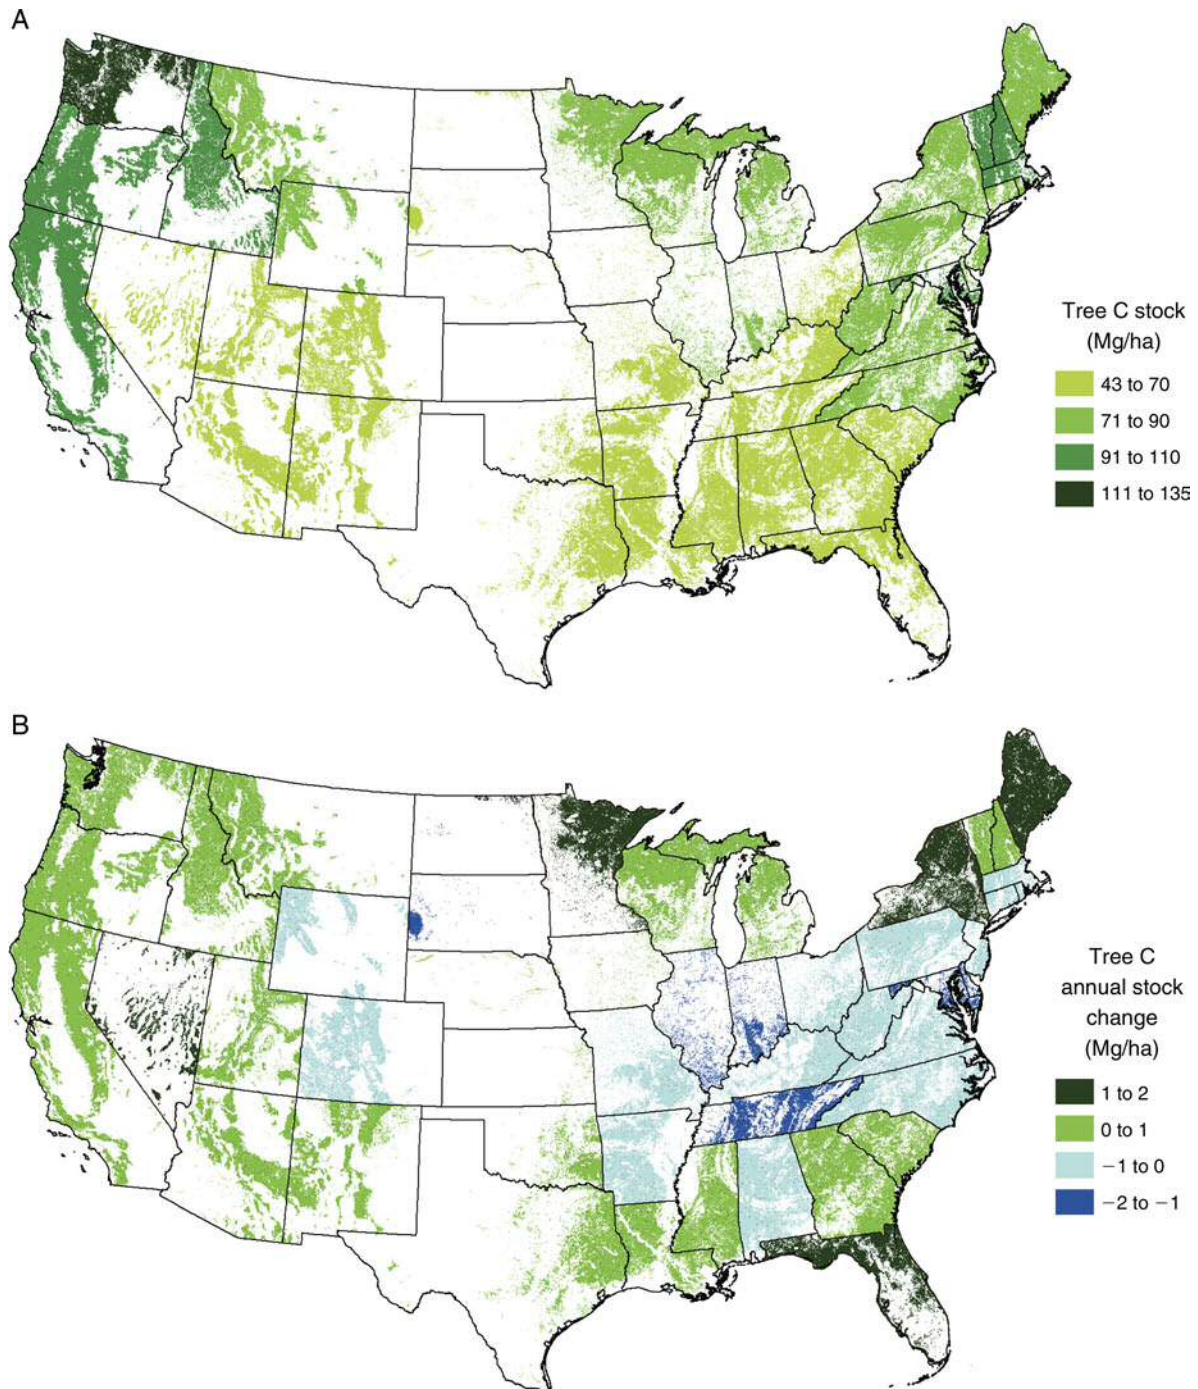 A
Tree C stock
(Mg/ha)
43 to 70
71 to 90
91 to 110
111 to 135
B
Tree C
annual stock
change
(Mg/ha)
1 to 2
0 to 1
−1 to 0
−2 to −1